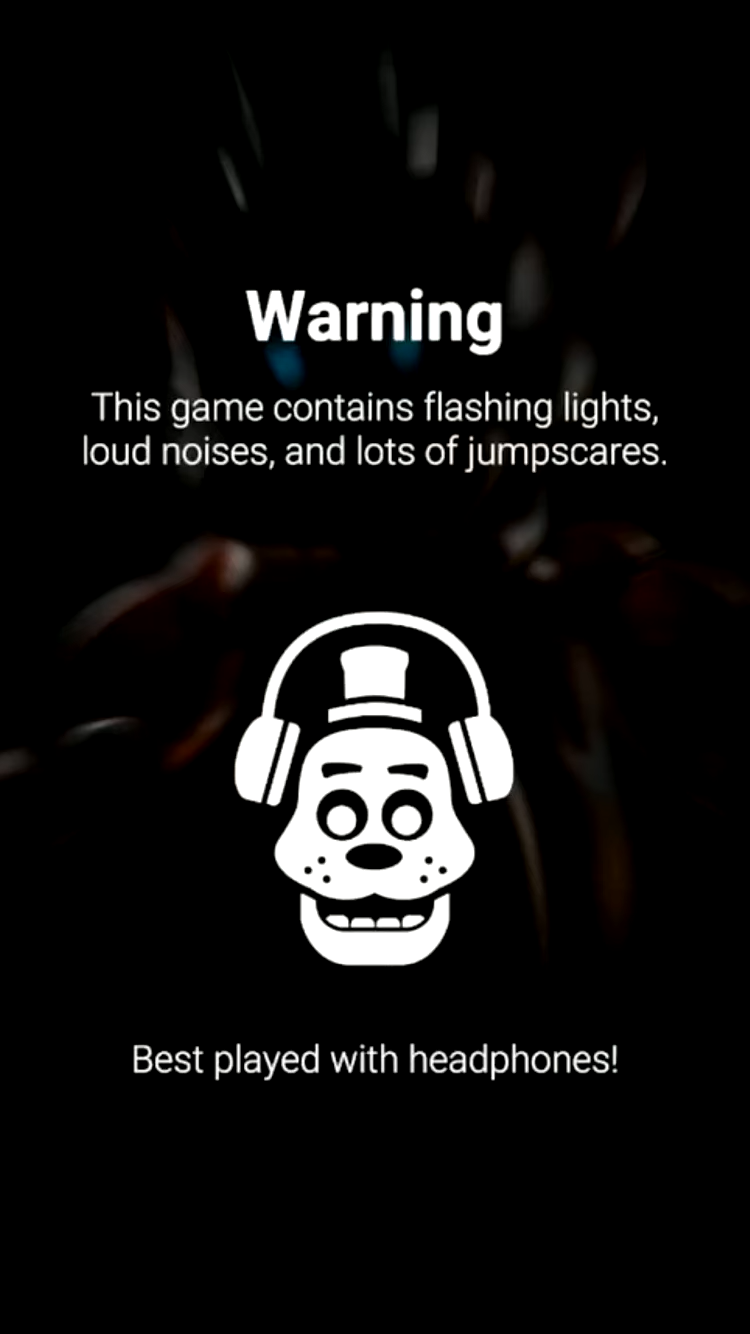 Warning
This game contains flashing lights,
loud noises, and lots of jumpscares.
Best played with headphones!